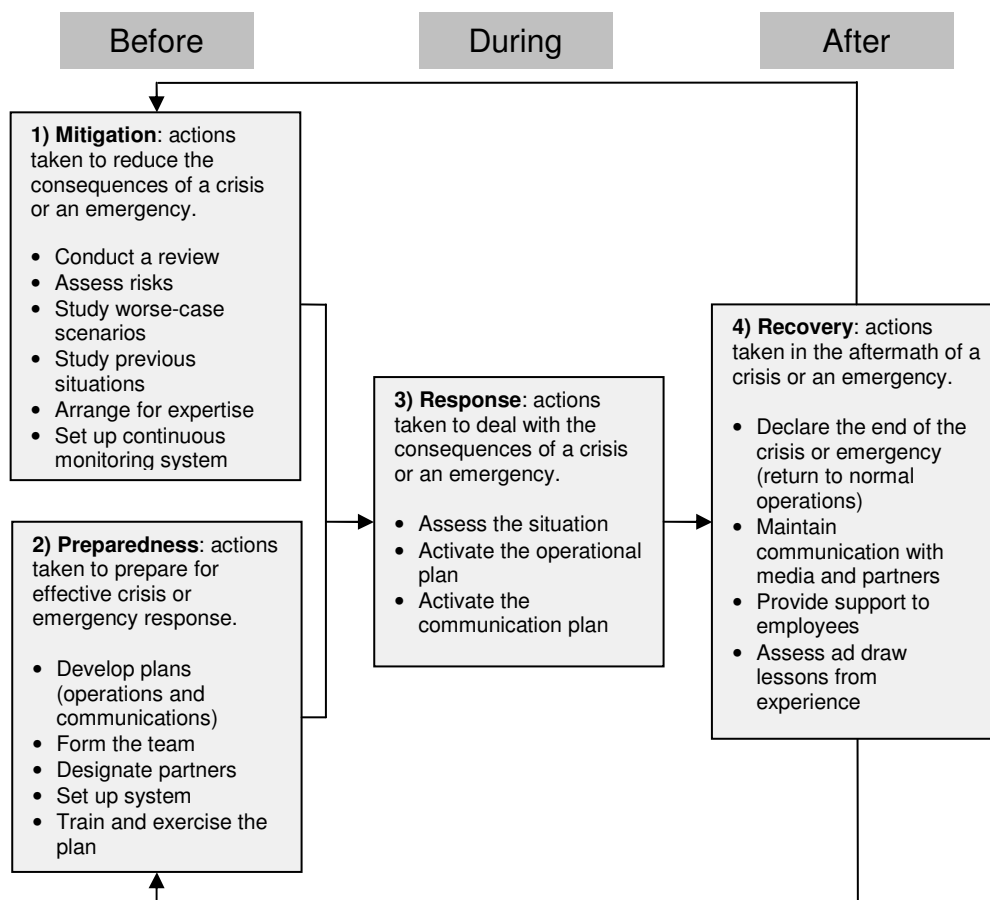 Before
During
After
1) Mitigation: actions
taken to reduce the
consequences of a crisis
or an emergency.
• Conduct a review
• Assess risks
• Study worse-case
scenarios
• Study previous
situations
• Arrange for expertise
• Set up continuous
monitoring system
2) Preparedness: actions
taken to prepare for
effective crisis or
emergency response.
• Develop plans
(operations and
communications)
• Form the team
• Designate partners
• Set up system
• Train and exercise the
plan
3) Response: actions
taken to deal with the
consequences of a crisis
or an emergency.
• Assess the situation
• Activate the operational
plan
• Activate the
communication plan
4) Recovery: actions
taken in the aftermath of a
crisis or an emergency.
• Declare the end of the
crisis or emergency
(return to normal
operations)
• Maintain
communication with
media and partners
• Provide support to
employees
• Assess ad draw
lessons from
experience